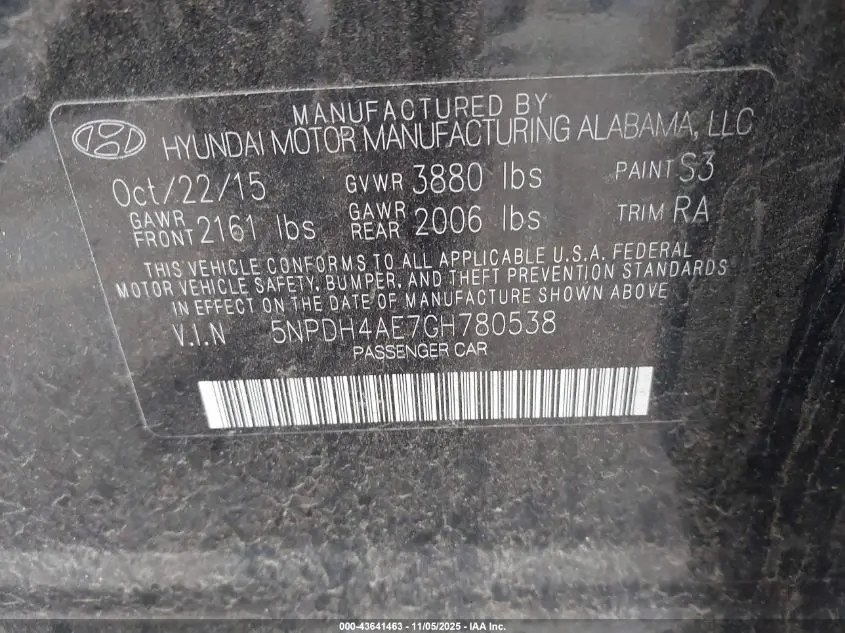 MANUFACTURED BY
HYUNDAI MOTOR MANUFACTURING ALABAMA, LLC
Oct/22/15 GVWR 3880 lbs PAINT S3
GAWR FRONT 2161 lbs GAWR REAR 2006 lbs TRIM RA
THIS VEHICLE CONFORMS TO ALL APPLICABLE U.S.A. FEDERAL
MOTOR VEHICLE SAFETY, BUMPER, AND THEFT PREVENTION STANDARDS
IN EFFECT ON THE DATE OF MANUFACTURE SHOWN ABOVE
V.I.N 5NPDH4AE7GH780538
PASSENGER CAR
000-43641463 - 11/05/2025 - IAA Inc.